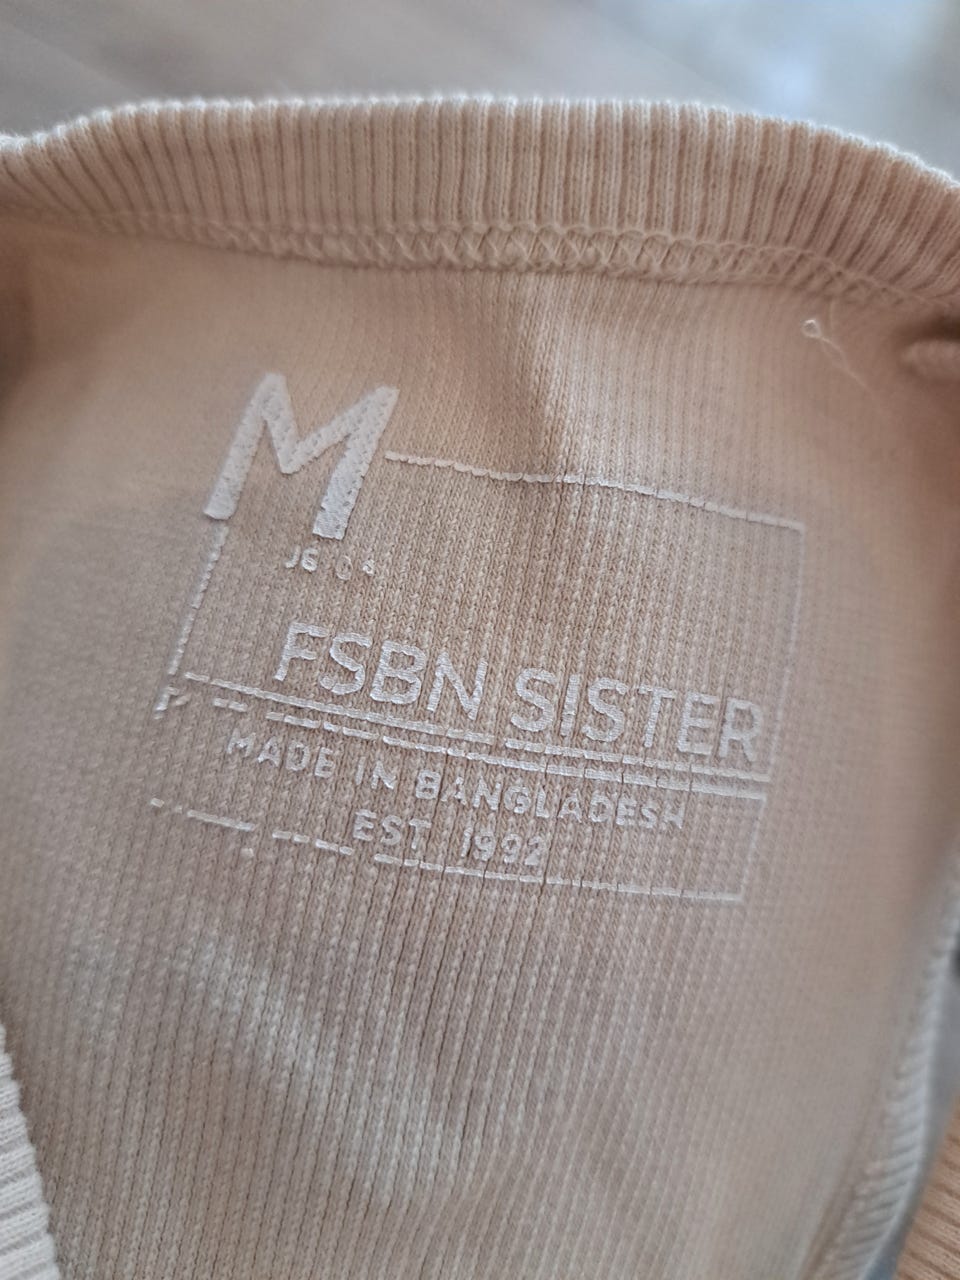 M
FSBN SISTER
MADE IN BANGLADESH
EST 1992